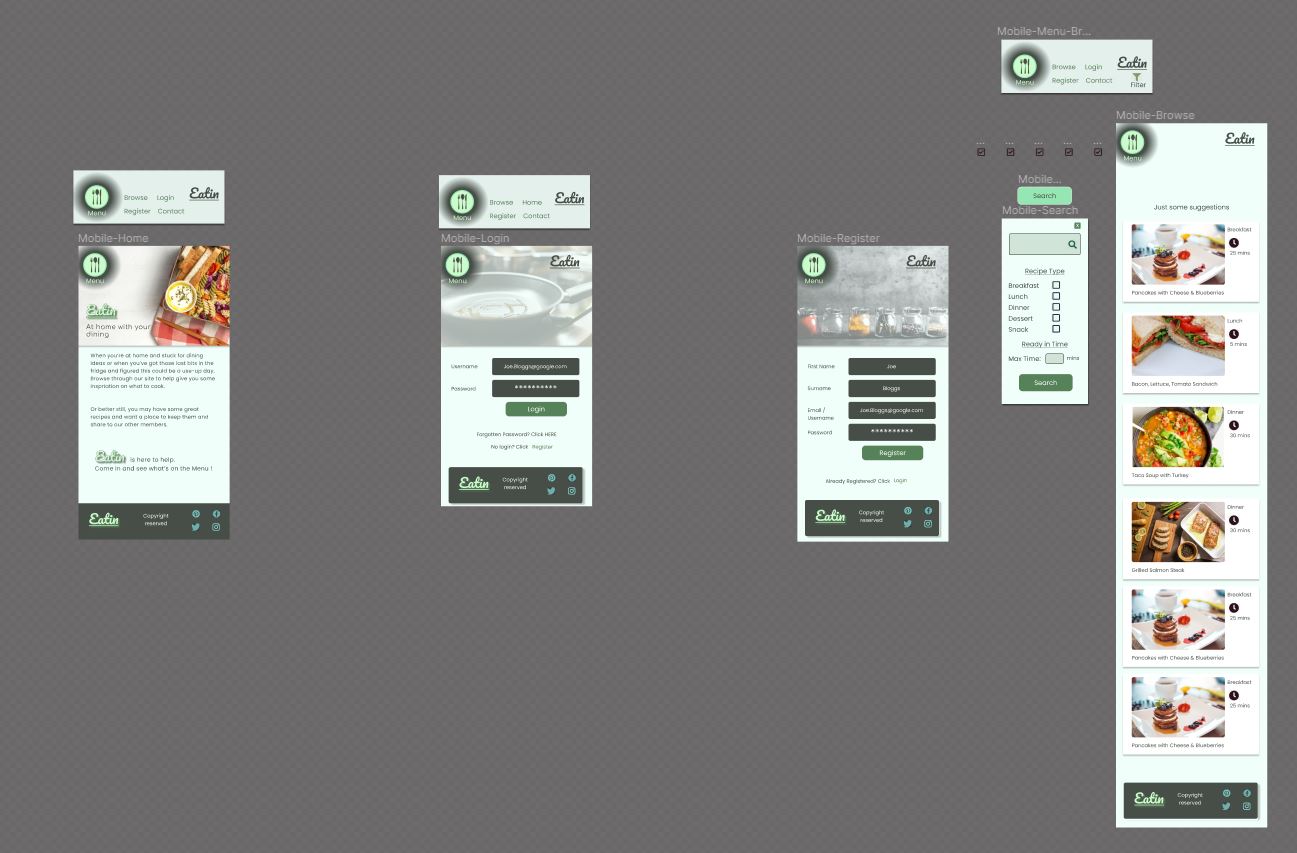 Mobile-Menu-Br...
Menu
Browse Login
Register Contact
Eatin
Filter
... ... ... ... ...
Mobile...
Search
Mobile-Search
x
Recipe Type
Breakfast
Lunch
Dinner
Dessert
Snack
Ready in Time
Max Time: mins
Search
Menu
Browse Login
Register Contact
Eatin
Mobile-Home
Menu
Eatin
At home with your
dining
When you're at home and stuck for dining
ideas or when you've got those last bits in the
fridge and figured this could be a use-up day.
Browse through our site to help give you some
inspriation on what to cook.
Or better still, you may have some great
recipes and want a place to keep them and
share to our other members.
Eatin is here to help.
Come in and see what's on the Menu !
Eatin
Copyright
reserved
Menu
Browse Home
Register Contact
Eatin
Mobile-Login
Menu
Eatin
Username Joe.Bloggs@google.com
Password **********
Login
Forgotten Password? Click HERE
No login? Click Register
Eatin
Copyright
reserved
Mobile-Register
Menu
Eatin
First Name Joe
Surname Bloggs
Email /
Username Joe.Bloggs@google.com
Password **********
Register
Already Registered? Click Login
Eatin
Copyright
reserved
Mobile-Browse
Menu
Eatin
Just some suggestions
Breakfast
25 mins
Pancakes with Cheese & Blueberries
Lunch
5 mins
Bacon, Lettuce, Tomato Sandwich
Dinner
30 mins
Taco Soup with Turkey
Dinner
30 mins
Grilled Salmon Steak
Breakfast
25 mins
Pancakes with Cheese & Blueberries
Breakfast
25 mins
Pancakes with Cheese & Blueberries
Eatin
Copyright
reserved